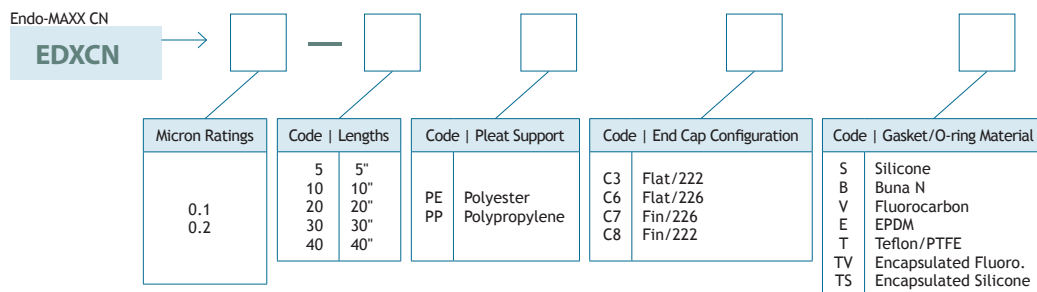 Endo-MAXX CN
EDXCN
Micron Ratings
0.1
0.2
Code | Lengths
5 5"
10 10"
20 20"
30 30"
40 40"
Code | Pleat Support
PE Polyester
PP Polypropylene
Code | End Cap Configuration
C3 Flat/222
C6 Flat/226
C7 Fin/226
C8 Fin/222
Code | Gasket/O-ring Material
S Silicone
B Buna N
V Fluorocarbon
E EPDM
T Teflon/PTFE
TV Encapsulated Fluoro.
TS Encapsulated Silicone